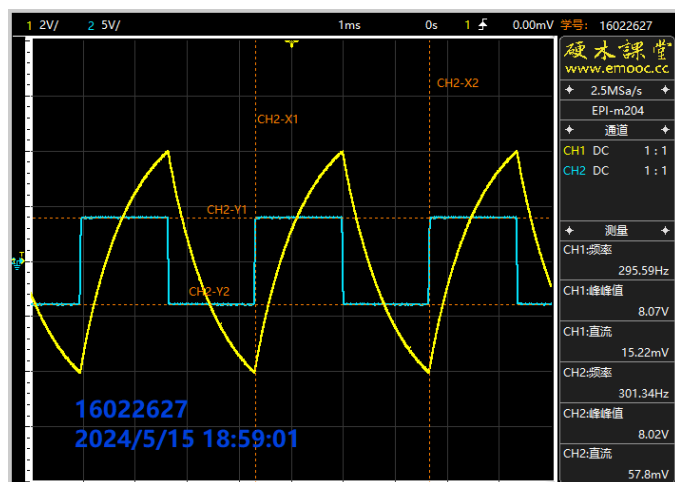 1 2V/ 2 5V/ 1ms 0s 1 0.00mV 学号: 16022627
硬木課堂
www.emooc.cc
2.5MSa/s
EPI-m204
通道
CH1 DC 1 : 1
CH2 DC 1 : 1
CH2-X2
CH2-X1
CH2-Y1
CH2-Y2
测量
CH1:频率
295.59Hz
CH1:峰峰值
8.07V
CH1:直流
15.22mV
CH2:频率
301.34Hz
CH2:峰峰值
8.02V
CH2:直流
57.8mV
16022627
2024/5/15 18:59:01